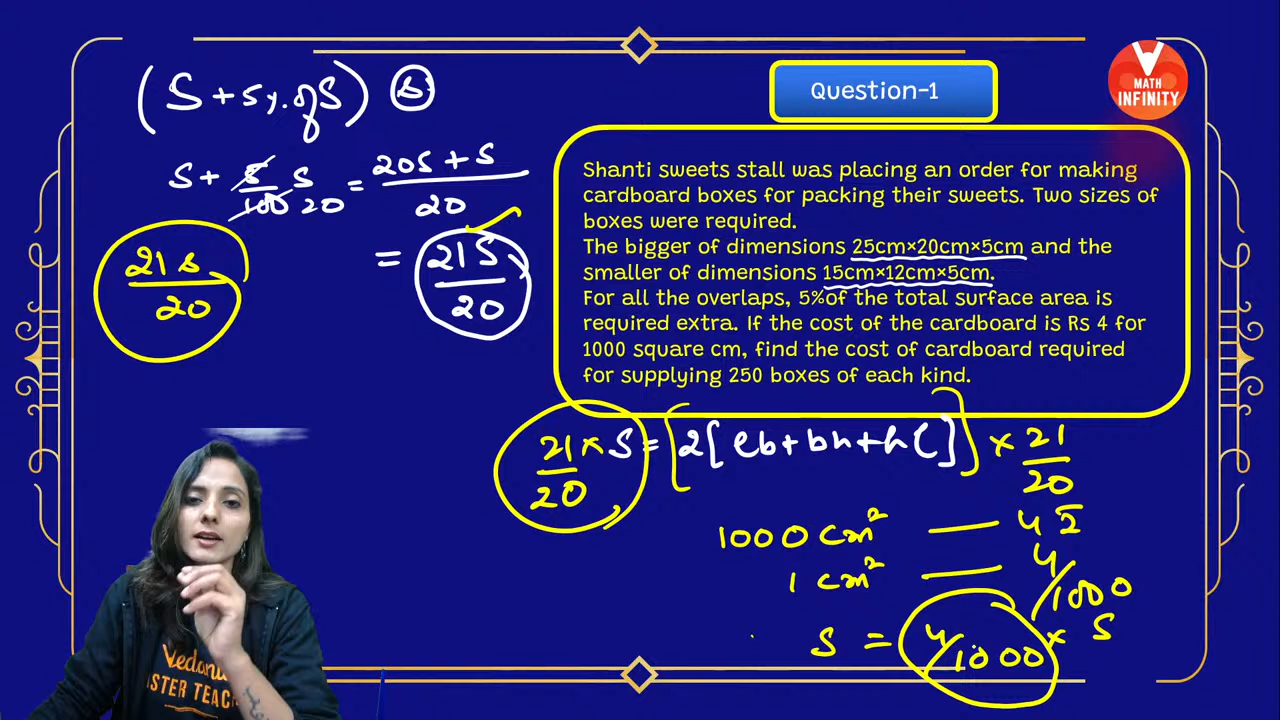 (S + 5%. of S) (S)
S + 5/100 S = 20S + S / 20
20
= 21S / 20
21S / 20
Question-1
MATH
INFINITY
Shanti sweets stall was placing an order for making
cardboard boxes for packing their sweets. Two sizes of
boxes were required.
The bigger of dimensions 25cm×20cm×5cm and the
smaller of dimensions 15cm×12cm×5cm.
For all the overlaps, 5%of the total surface area is
required extra. If the cost of the cardboard is Rs 4 for
1000 square cm, find the cost of cardboard required
for supplying 250 boxes of each kind.
21/20 × S = [2[lb+bh+hl]] × 21/20
1000 cm² — 4 ₹
1 cm² — 4/1000
S = 4/1000 × S
Vedantu
MASTER TEACHER